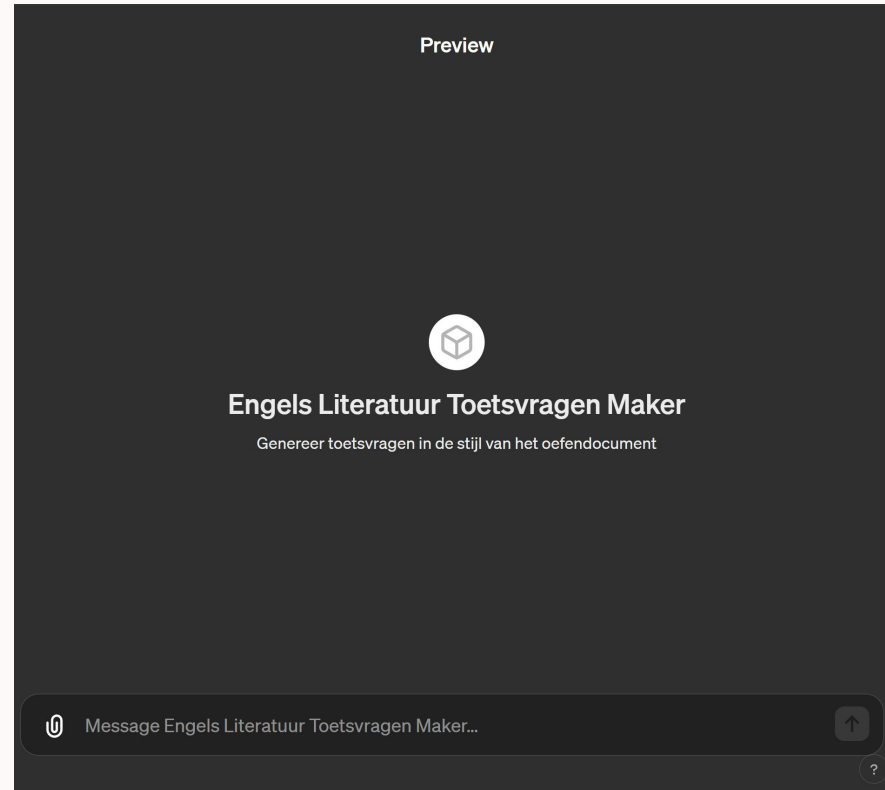 Preview
Engels Literatuur Toetsvragen Maker
Genereer toetsvragen in de stijl van het oefendocument
Message Engels Literatuur Toetsvragen Maker...
?